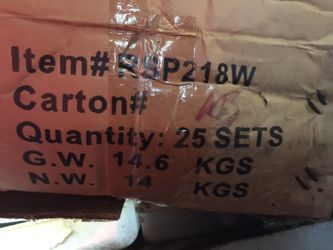 Item# RSP218W
Carton#
Quantity: 25 SETS
G.W. 14.6 KGS
N.W. 14 KGS